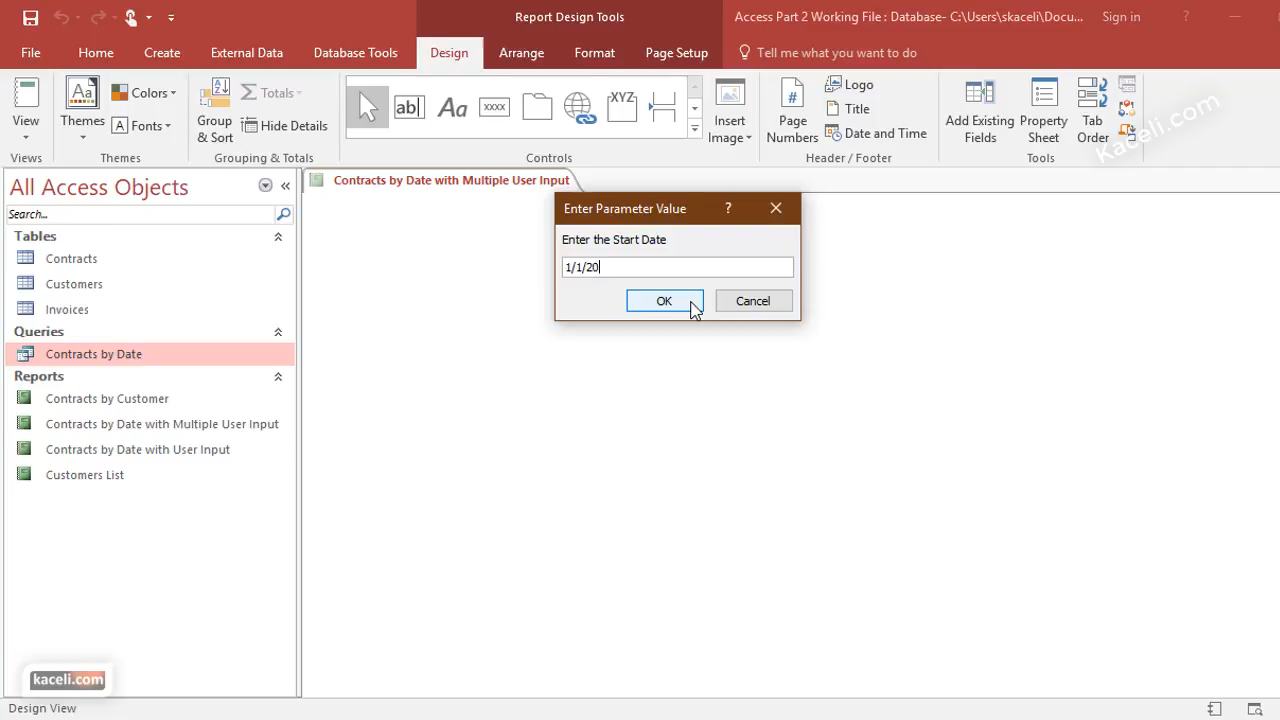 Report Design Tools
Access Part 2 Working File : Database- C:\Users\skaceli\Docu...
Sign in
?
File
Home
Create
External Data
Database Tools
Design
Arrange
Format
Page Setup
Tell me what you want to do
View
Views
Aa
Themes
Colors
Aa Fonts
Themes
Group & Sort
Totals
Hide Details
Grouping & Totals
ab|
Aa
xxxx
XYZ
Controls
Insert Image
Page Numbers
Logo
Title
Date and Time
Header / Footer
Add Existing Fields
Property Sheet
Tab Order
Tools
Kaceli.com
All Access Objects
Search...
Tables
Contracts
Customers
Invoices
Queries
Contracts by Date
Reports
Contracts by Customer
Contracts by Date with Multiple User Input
Contracts by Date with User Input
Customers List
Contracts by Date with Multiple User Input
Enter Parameter Value
?
Enter the Start Date
1/1/20
OK
Cancel
kaceli.com
Design View